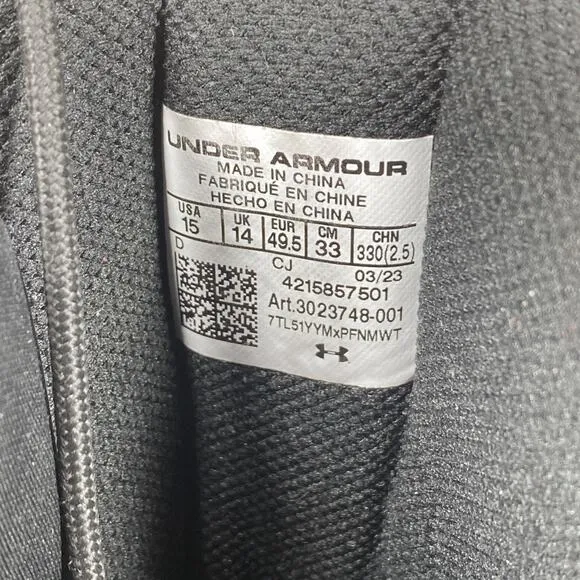 UNDER ARMOUR
MADE IN CHINA
FABRIQUÉ EN CHINE
HECHO EN CHINA
USA UK EUR CM CHN
15 14 49.5 33 330(2.5)
D CJ 03/23
4215857501
Art.3023748-001
7TL51YYMxPFNMWT